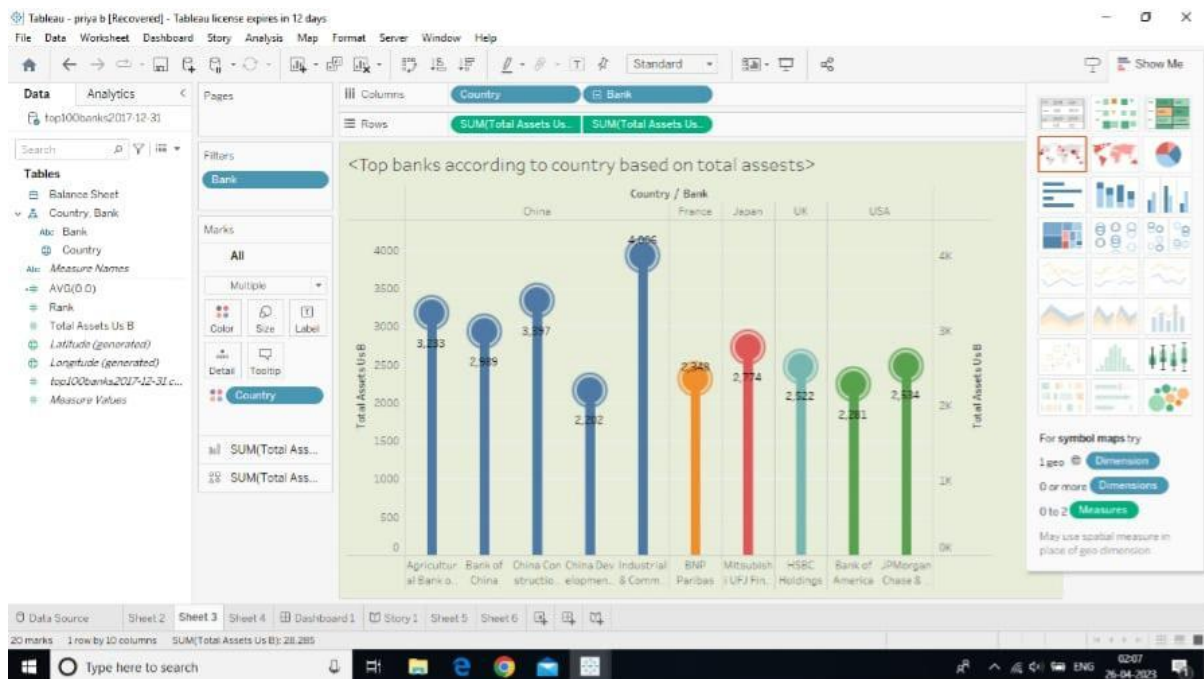 Tableau - priya b [Recovered] - Tableau license expires in 12 days
File Data Worksheet Dashboard Story Analysis Map Format Server Window Help
Standard
Show Me
Data Analytics
top100banks2017-12-31
Search
Tables
Balance Sheet
Country, Bank
Abc Bank
Country
Abc Measure Names
AVG(0.0)
Rank
Total Assets Us B
Latitude (generated)
Longitude (generated)
top100banks2017-12-31.c...
Measure Values
Pages
Filters
Bank
Marks
All
Multiple
Color Size Label
Detail Tooltip
Country
SUM(Total Ass...
SUM(Total Ass...
Columns Country Bank
Rows SUM(Total Assets Us.. SUM(Total Assets Us..
<Top banks according to country based on total assests>
Country / Bank
China France Japan UK USA
4000
3500
3000
2500
2000
1500
1000
500
0
Total Assets Us B
3,233
2,989
3,397
2,202
4,006
2,348
2,774
2,522
2,281
2,534
4K
3K
2K
1K
0K
Total Assets Us B
Agricultur Bank of China Con China Dev Industrial BNP Mitsubish HSBC Bank of JPMorgan
al Bank o.. China structio.. elopmen.. & Comm.. Paribas i UFJ Fin.. Holdings America Chase & ..
For symbol maps try
1 geo Dimension
0 or more Dimensions
0 to 2 Measures
May use spatial measure in
place of geo dimension
Data Source Sheet 2 Sheet 3 Sheet 4 Dashboard 1 Story 1 Sheet 5 Sheet 6
20 marks 1 row by 10 columns SUM(Total Assets Us B): 28,285
Type here to search
ENG
02:07
26-04-2023